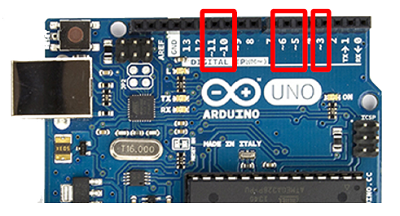 AREF
GND
13
12
~11
~10
9
8
7
~6
~5
4
~3
2
TX→1
RX←0
DIGITAL (PWM~)
L
TX
RX
UNO
ARDUINO
ON
ICSP
T16.000
MADE IN ITALY